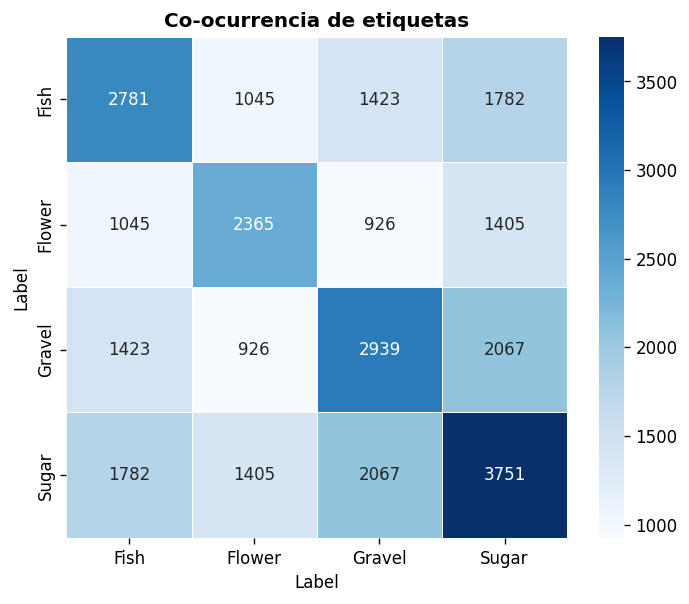 Co-ocurrencia de etiquetas
Label
Fish 2781 1045 1423 1782
Flower 1045 2365 926 1405
Gravel 1423 926 2939 2067
Sugar 1782 1405 2067 3751
Fish Flower Gravel Sugar
Label
3500
3000
2500
2000
1500
1000